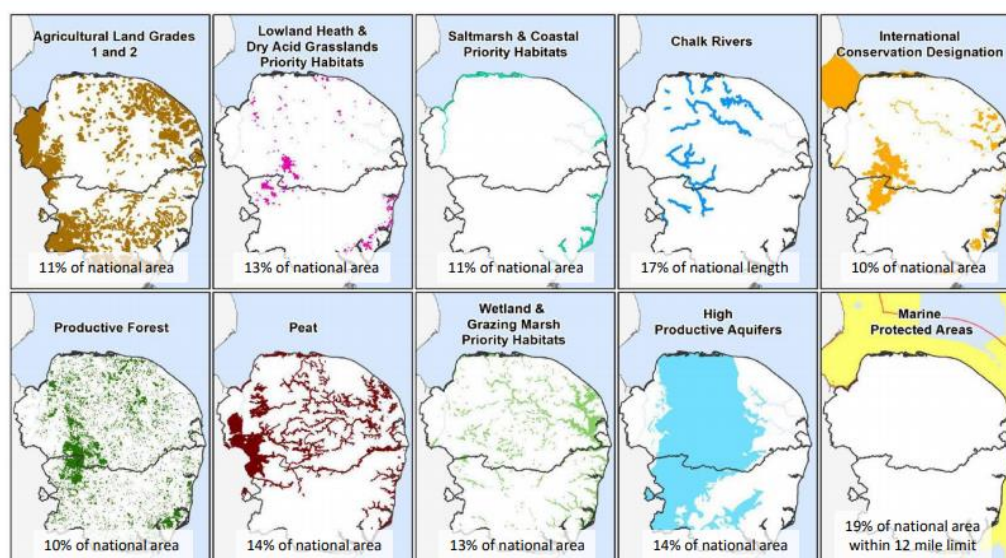 Agricultural Land Grades
1 and 2
11% of national area
Lowland Heath &
Dry Acid Grasslands
Priority Habitats
13% of national area
Saltmarsh & Coastal
Priority Habitats
11% of national area
Chalk Rivers
17% of national length
International
Conservation Designation
10% of national area
Productive Forest
10% of national area
Peat
14% of national area
Wetland &
Grazing Marsh
Priority Habitats
13% of national area
High
Productive Aquifers
14% of national area
Marine
Protected Areas
19% of national area
within 12 mile limit